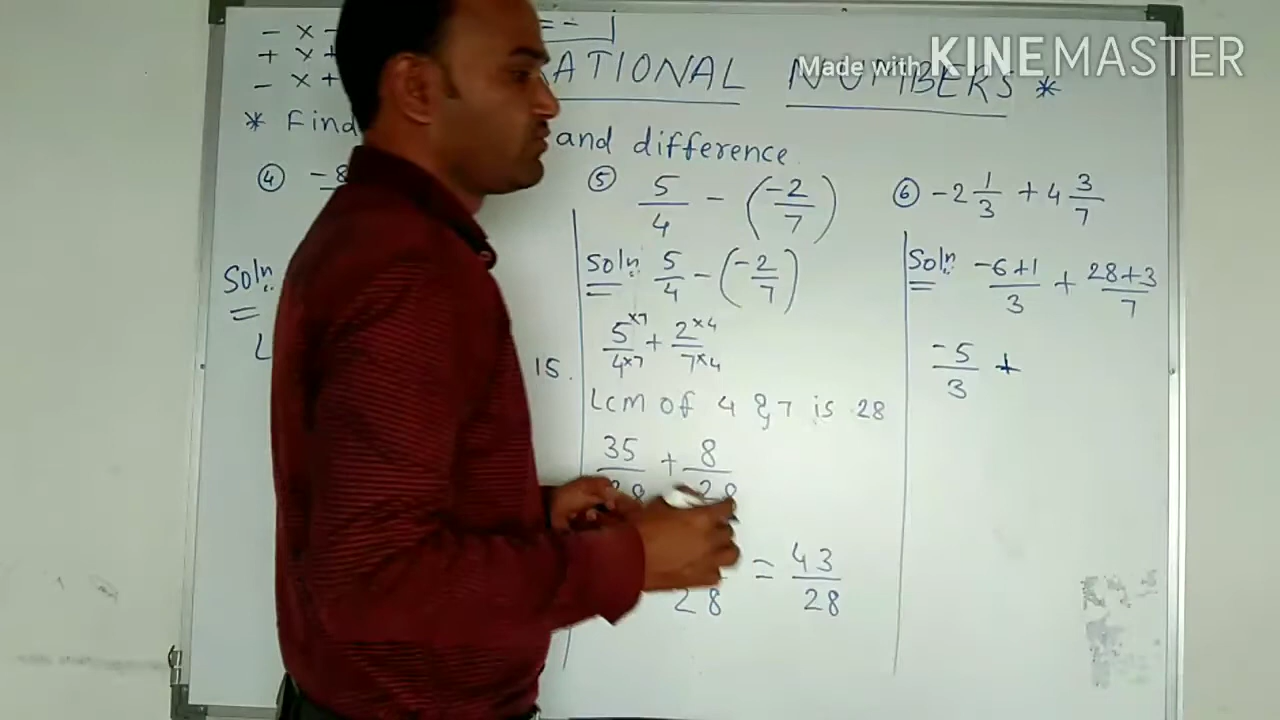 - × -
= -
+ × +
- × +
RATIONAL NUMBERS *
Made with KINEMASTER
* Find and difference
④ -8
Soln:
=
L
15.
⑤ 5/4 - (-2/7)
Soln: 5/4 - (-2/7)
5×7/4×7 + 2×4/7×4
LCM of 4 & 7 is 28
35/28 + 8/28
28 = 43/28
⑥ -2 1/3 + 4 3/7
Soln: -6+1/3 + 28+3/7
-5/3 +